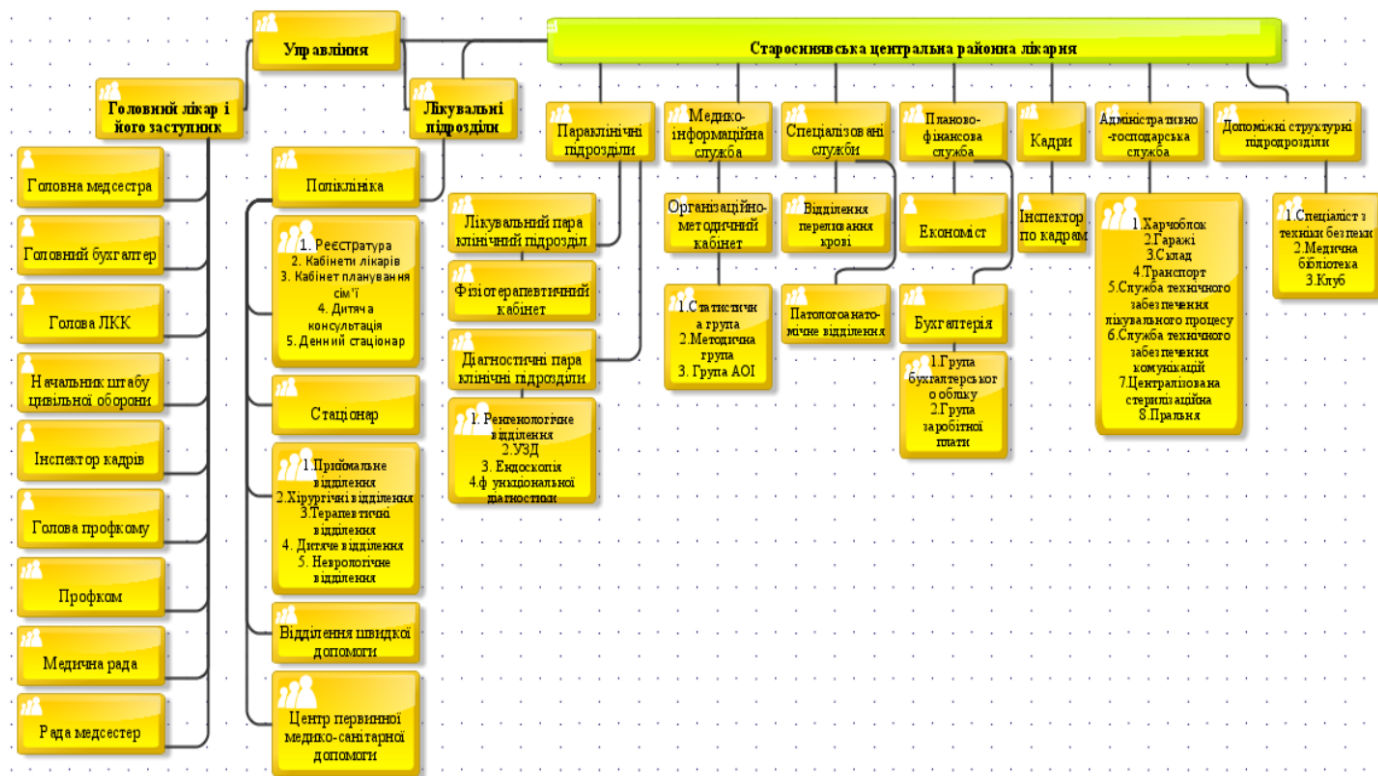 Управління
Старосинявська центральна районна лікарня
Головний лікар і
його заступник
Лікувальні
підрозділи
Параклінічні
підрозділи
Медико-
інформаційна
служба
Спеціалізовані
служби
Планово-
фінансова
служба
Кадри
Адміністративно
-господарська
служба
Допоміжні структурні
підродрозділи
Головна медсестра
Головний бухгалтер
Голова ЛКК
Начальник штабу
цивільної оборони
Інспектор кадрів
Голова профкому
Профком
Медична рада
Рада медсестер
Поліклініка
1. Реєстратура
2. Кабінети лікарів
3. Кабінет планування
сім'ї
4. Дитяча
консультація
5. Денний стаціонар
Стаціонар
1.Приймальне
відділення
2.Хірургічні відділення
3.Терапевтичні
відділення
4. Дитяче відділення
5. Неврологічне
відділення
Відділення швидкої
допомоги
Центр первинної
медико-санітарної
допомоги
Лікувальний пара
клінічний підрозділ
Фізіотерапевтичний
кабінет
Діагностичні пара
клінічні підрозділи
1. Рентенологічне
відділення
2.УЗД
3. Ендоскопія
4.функціональної
діагностики
Організаційно-
методичний
кабінет
1.Статистичн
а група
2.Методична
група
3. Група АОІ
Відділення
переливання
крові
Патологоанато-
мічне відділення
Економіст
Бухгалтерія
1.Група
бухгалтерськог
о обліку
2.Група
заробітної
плати
Інспектор
по кадрам
1.Харчоблок
2.Гаражі
3.Склад
4.Транспорт
5.Служба технічного
забезпечення
лікувального процесу
6.Служба технічного
забезпечення
комунікацій
7.Централізована
стерилізаційна
8.Пральня
1.Спеціаліст з
техніки безпеки
2.Медична
бібліотека
3.Клуб